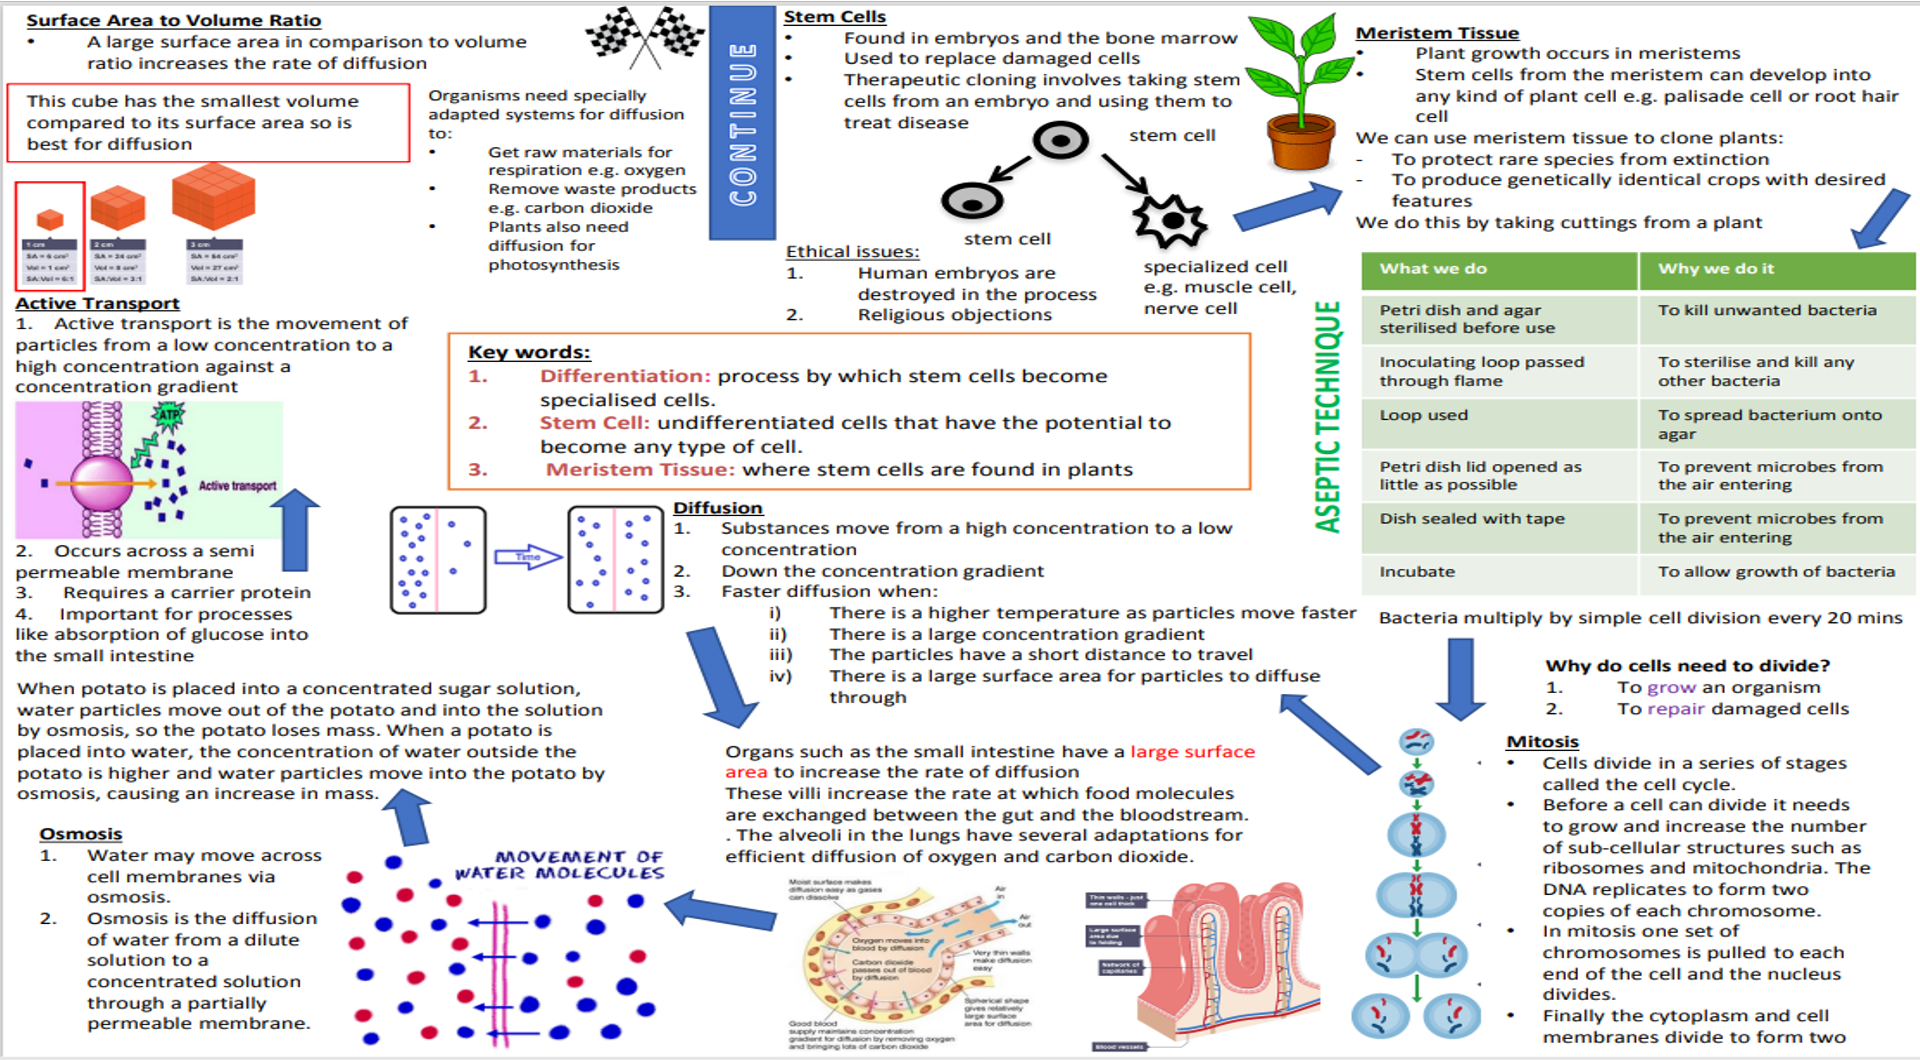 Surface Area to Volume Ratio
• A large surface area in comparison to volume
ratio increases the rate of diffusion
This cube has the smallest volume
compared to its surface area so is
best for diffusion
1 cm
SA = 6 cm²
Vol = 1 cm³
SA:Vol = 6:1
2 cm
SA = 24 cm²
Vol = 8 cm³
SA:Vol = 3:1
3 cm
SA = 54 cm²
Vol = 27 cm³
SA:Vol = 2:1
Organisms need specially
adapted systems for diffusion
to:
• Get raw materials for
respiration e.g. oxygen
• Remove waste products
e.g. carbon dioxide
• Plants also need
diffusion for
photosynthesis
CONTINUE
Stem Cells
• Found in embryos and the bone marrow
• Used to replace damaged cells
• Therapeutic cloning involves taking stem
cells from an embryo and using them to
treat disease
stem cell
stem cell
specialized cell
e.g. muscle cell,
nerve cell
Ethical issues:
1. Human embryos are
destroyed in the process
2. Religious objections
Meristem Tissue
• Plant growth occurs in meristems
• Stem cells from the meristem can develop into
any kind of plant cell e.g. palisade cell or root hair
cell
We can use meristem tissue to clone plants:
- To protect rare species from extinction
- To produce genetically identical crops with desired
features
We do this by taking cuttings from a plant
ASEPTIC TECHNIQUE
What we do Why we do it
Petri dish and agar
sterilised before use
To kill unwanted bacteria
Inoculating loop passed
through flame
To sterilise and kill any
other bacteria
Loop used
To spread bacterium onto
agar
Petri dish lid opened as
little as possible
To prevent microbes from
the air entering
Dish sealed with tape
To prevent microbes from
the air entering
Incubate
To allow growth of bacteria
Bacteria multiply by simple cell division every 20 mins
Active Transport
1. Active transport is the movement of
particles from a low concentration to a
high concentration against a
concentration gradient
ATP
Active transport
2. Occurs across a semi
permeable membrane
3. Requires a carrier protein
4. Important for processes
like absorption of glucose into
the small intestine
Key words:
1. Differentiation: process by which stem cells become
specialised cells.
2. Stem Cell: undifferentiated cells that have the potential to
become any type of cell.
3. Meristem Tissue: where stem cells are found in plants
Time
Diffusion
1. Substances move from a high concentration to a low
concentration
2. Down the concentration gradient
3. Faster diffusion when:
i) There is a higher temperature as particles move faster
ii) There is a large concentration gradient
iii) The particles have a short distance to travel
iv) There is a large surface area for particles to diffuse
through
Why do cells need to divide?
1. To grow an organism
2. To repair damaged cells
Mitosis
• Cells divide in a series of stages
called the cell cycle.
• Before a cell can divide it needs
to grow and increase the number
of sub-cellular structures such as
ribosomes and mitochondria. The
DNA replicates to form two
copies of each chromosome.
• In mitosis one set of
chromosomes is pulled to each
end of the cell and the nucleus
divides.
• Finally the cytoplasm and cell
membranes divide to form two
When potato is placed into a concentrated sugar solution,
water particles move out of the potato and into the solution
by osmosis, so the potato loses mass. When a potato is
placed into water, the concentration of water outside the
potato is higher and water particles move into the potato by
osmosis, causing an increase in mass.
Osmosis
1. Water may move across
cell membranes via
osmosis.
2. Osmosis is the diffusion
of water from a dilute
solution to a
concentrated solution
through a partially
permeable membrane.
MOVEMENT OF
WATER MOLECULES
Organs such as the small intestine have a large surface
area to increase the rate of diffusion
These villi increase the rate at which food molecules
are exchanged between the gut and the bloodstream.
. The alveoli in the lungs have several adaptations for
efficient diffusion of oxygen and carbon dioxide.
Moist surface makes
diffusion easy as gases
can dissolve
Air
in
Air
out
Oxygen moves into
blood by diffusion
Carbon dioxide
passes out of blood
by diffusion
Very thin walls
make diffusion
easy
Spherical shape
gives relatively
large surface
area for diffusion
Good blood
supply maintains concentration
gradient for diffusion by removing oxygen
and bringing lots of carbon dioxide
Thin walls - just
one cell thick
Large surface
area due
to folding
Network of
capillaries
Blood vessels